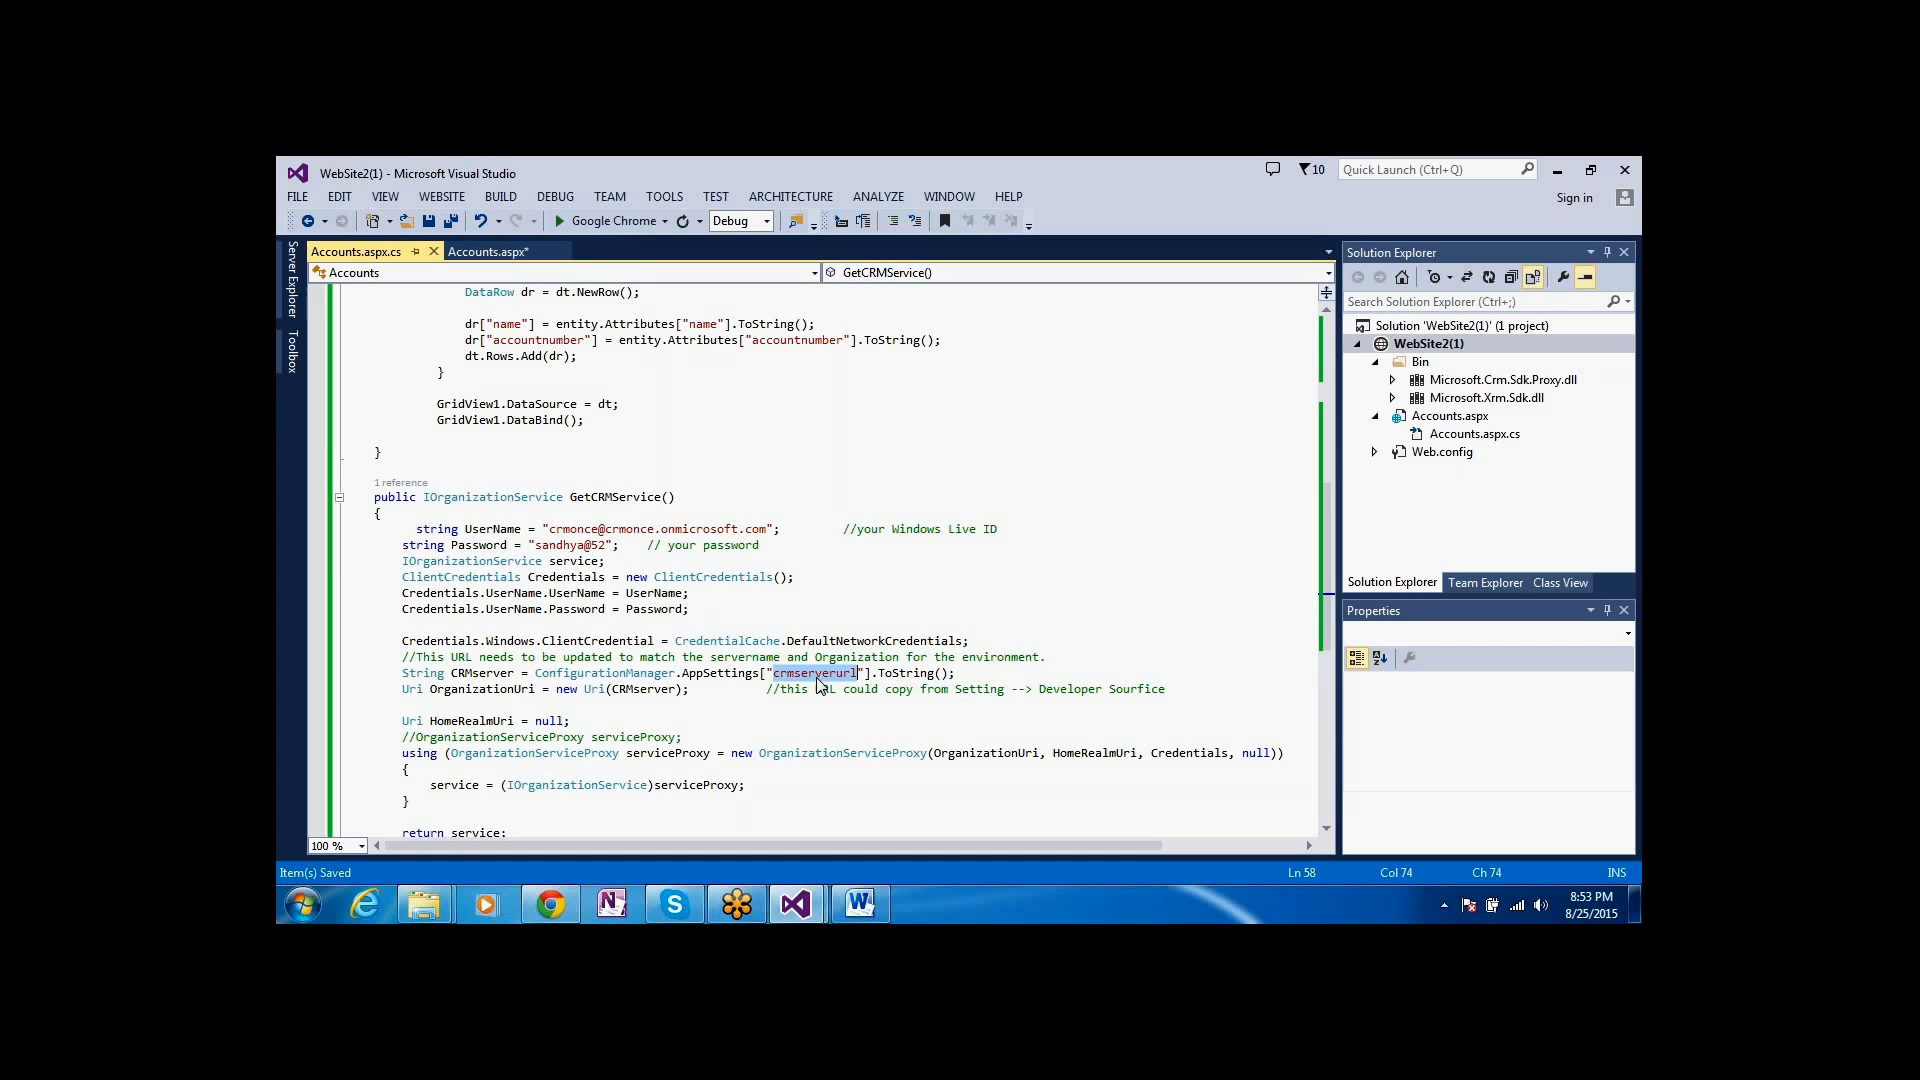 WebSite2(1) - Microsoft Visual Studio
10
Quick Launch (Ctrl+Q)
FILE EDIT VIEW WEBSITE BUILD DEBUG TEAM TOOLS TEST ARCHITECTURE ANALYZE WINDOW HELP
Sign in
Google Chrome
Debug
Server Explorer
Toolbox
Accounts.aspx.cs
Accounts.aspx*
Accounts
GetCRMService()
DataRow dr = dt.NewRow();
dr["name"] = entity.Attributes["name"].ToString();
dr["accountnumber"] = entity.Attributes["accountnumber"].ToString();
dt.Rows.Add(dr);
}
GridView1.DataSource = dt;
GridView1.DataBind();
}
1 reference
public IOrganizationService GetCRMService()
{
string UserName = "crmonce@crmonce.onmicrosoft.com"; //your Windows Live ID
string Password = "sandhya@52"; // your password
IOrganizationService service;
ClientCredentials Credentials = new ClientCredentials();
Credentials.UserName.UserName = UserName;
Credentials.UserName.Password = Password;
Credentials.Windows.ClientCredential = CredentialCache.DefaultNetworkCredentials;
//This URL needs to be updated to match the servername and Organization for the environment.
String CRMserver = ConfigurationManager.AppSettings["crmserverurl"].ToString();
Uri OrganizationUri = new Uri(CRMserver); //this URL could copy from Setting --> Developer Sourfice
Uri HomeRealmUri = null;
//OrganizationServiceProxy serviceProxy;
using (OrganizationServiceProxy serviceProxy = new OrganizationServiceProxy(OrganizationUri, HomeRealmUri, Credentials, null))
{
service = (IOrganizationService)serviceProxy;
}
return service;
100 %
Solution Explorer
Search Solution Explorer (Ctrl+;)
Solution 'WebSite2(1)' (1 project)
WebSite2(1)
Bin
Microsoft.Crm.Sdk.Proxy.dll
Microsoft.Xrm.Sdk.dll
Accounts.aspx
Accounts.aspx.cs
Web.config
Solution Explorer Team Explorer Class View
Properties
Item(s) Saved
Ln 58 Col 74 Ch 74 INS
8:53 PM
8/25/2015